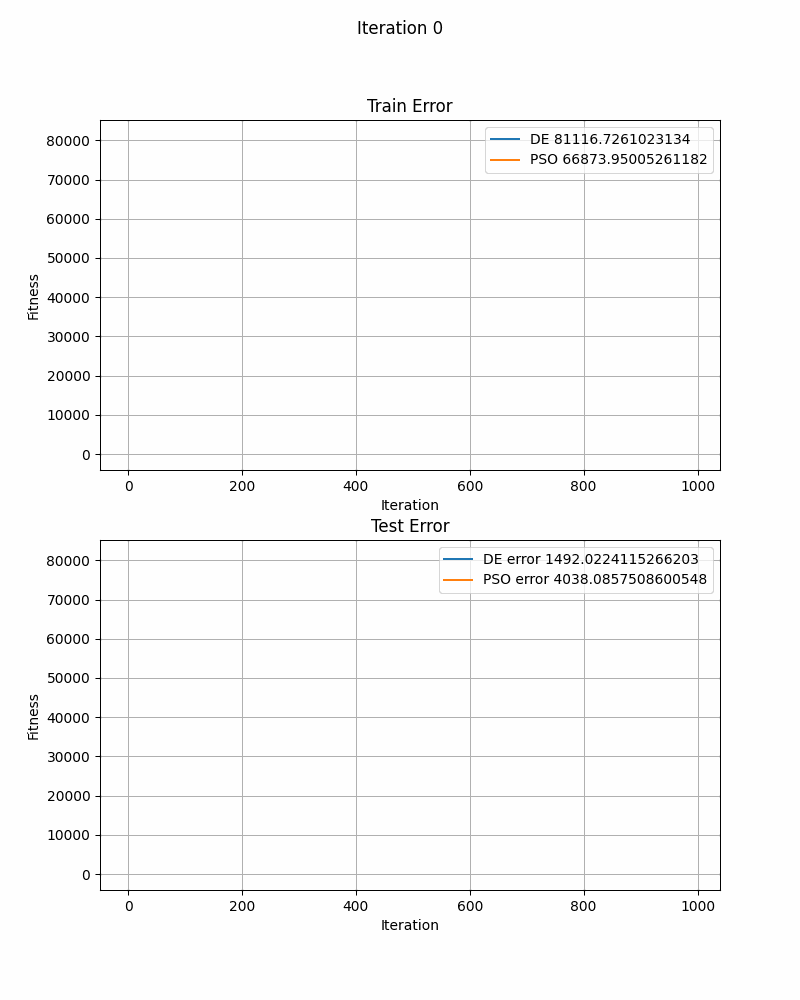 Iteration 0
Train Error
DE 81116.7261023134
PSO 66873.95005261182
80000
70000
60000
50000
40000
30000
20000
10000
0
Fitness
0 200 400 600 800 1000
Iteration
Test Error
DE error 1492.0224115266203
PSO error 4038.0857508600548
80000
70000
60000
50000
40000
30000
20000
10000
0
Fitness
0 200 400 600 800 1000
Iteration